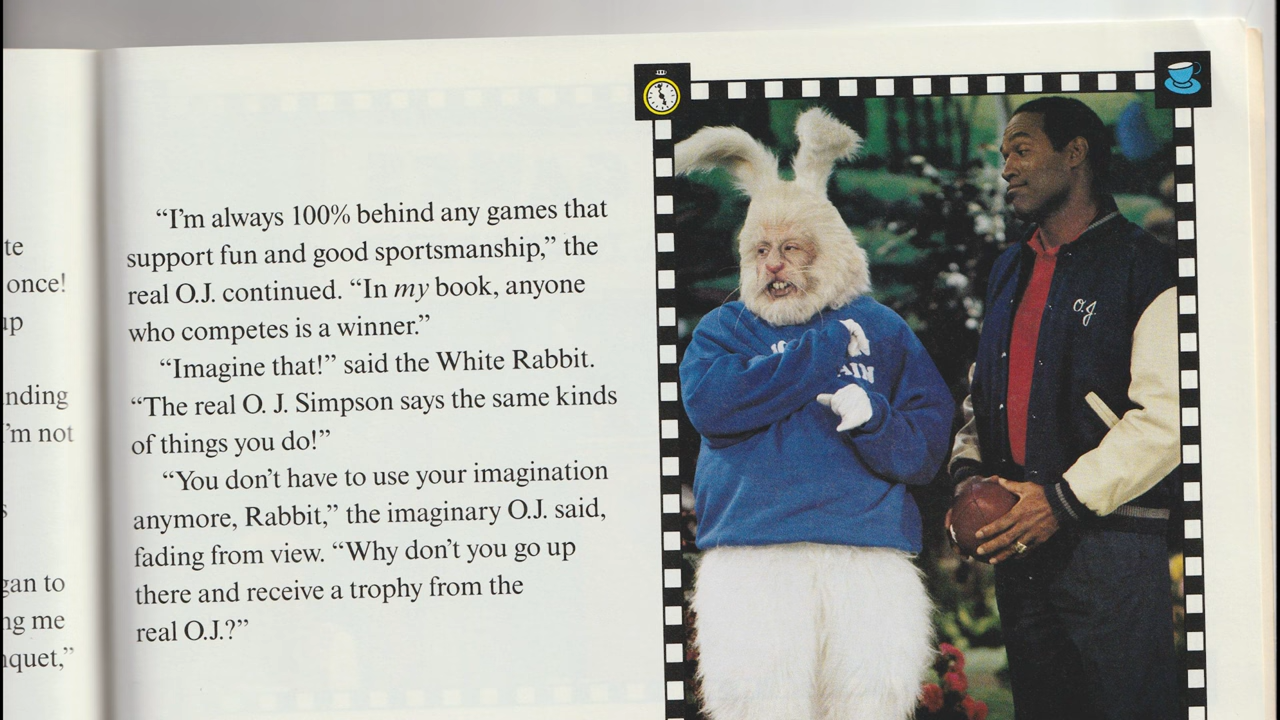 te
once!
up
nding
I'm not
s
gan to
ng me
nquet,”
“I'm always 100% behind any games that
support fun and good sportsmanship,” the
real O.J. continued. “In my book, anyone
who competes is a winner.”
“Imagine that!” said the White Rabbit.
“The real O. J. Simpson says the same kinds
of things you do!”
“You don't have to use your imagination
anymore, Rabbit,” the imaginary O.J. said,
fading from view. “Why don't you go up
there and receive a trophy from the
real O.J.?”
O.J.